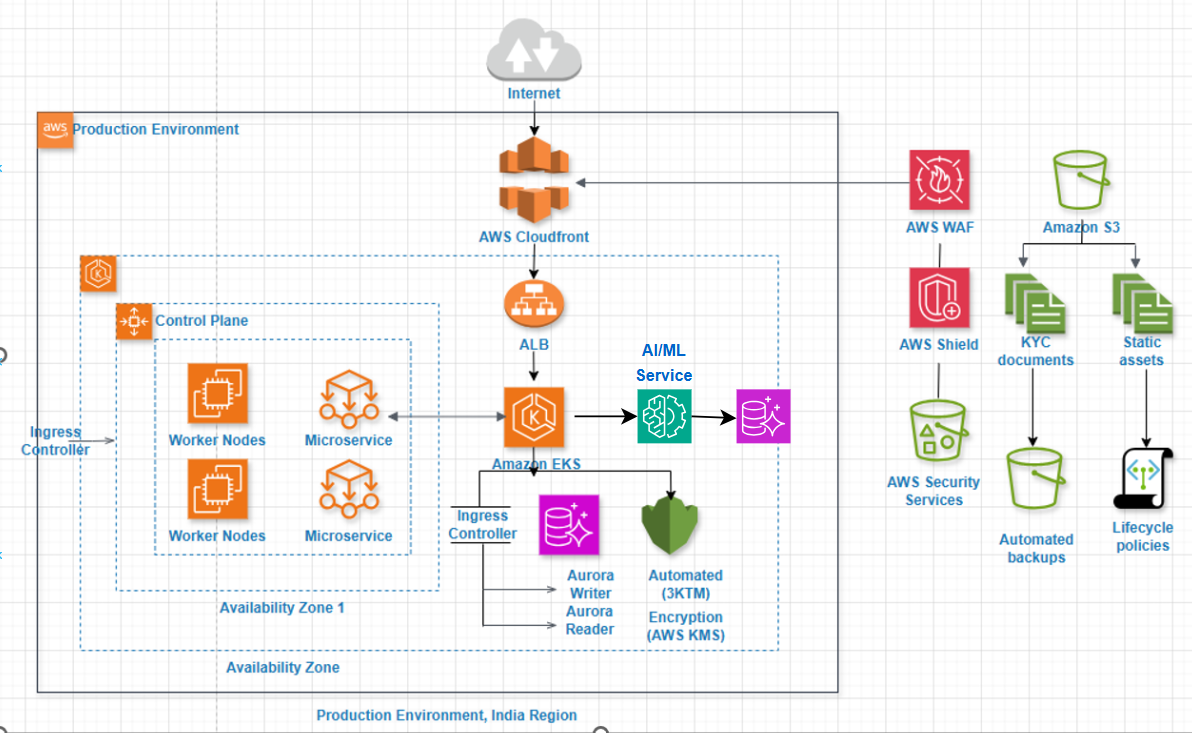 Internet
aws
Production Environment
AWS Cloudfront
AWS WAF
Amazon S3
K
Control Plane
ALB
AWS Shield
KYC
documents
Static
assets
AI/ML
Service
Worker Nodes
Microservice
K
Ingress
Controller
Amazon EKS
AWS Security
Services
Worker Nodes
Microservice
Ingress
Controller
Automated
backups
Lifecycle
policies
Aurora
Writer
Aurora
Reader
Automated
(3KTM)
Encryption
(AWS KMS)
Availability Zone 1
Availability Zone
Production Environment, India Region